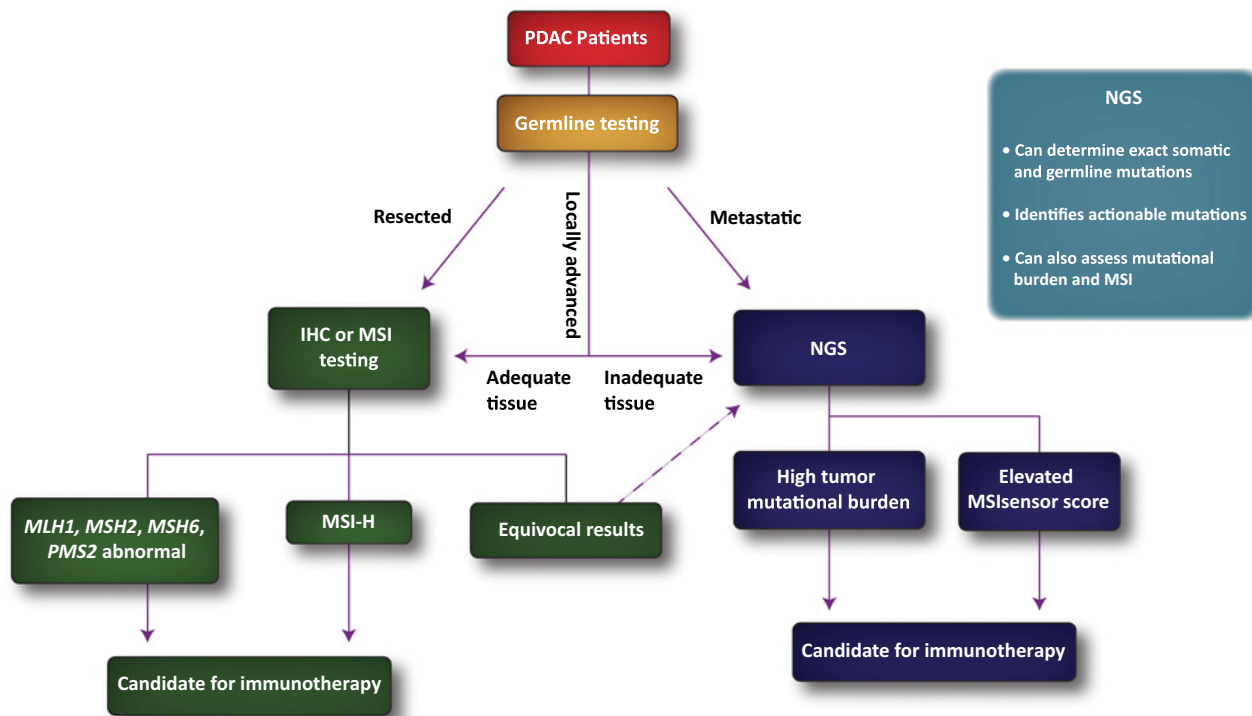 PDAC Patients
Germline testing
Resected
Locally advanced
Metastatic
NGS
• Can determine exact somatic
and germline mutations
• Identifies actionable mutations
• Can also assess mutational
burden and MSI
IHC or MSI
testing
Adequate
tissue
Inadequate
tissue
NGS
MLH1, MSH2, MSH6,
PMS2 abnormal
MSI-H
Equivocal results
High tumor
mutational burden
Elevated
MSIsensor score
Candidate for immunotherapy
Candidate for immunotherapy